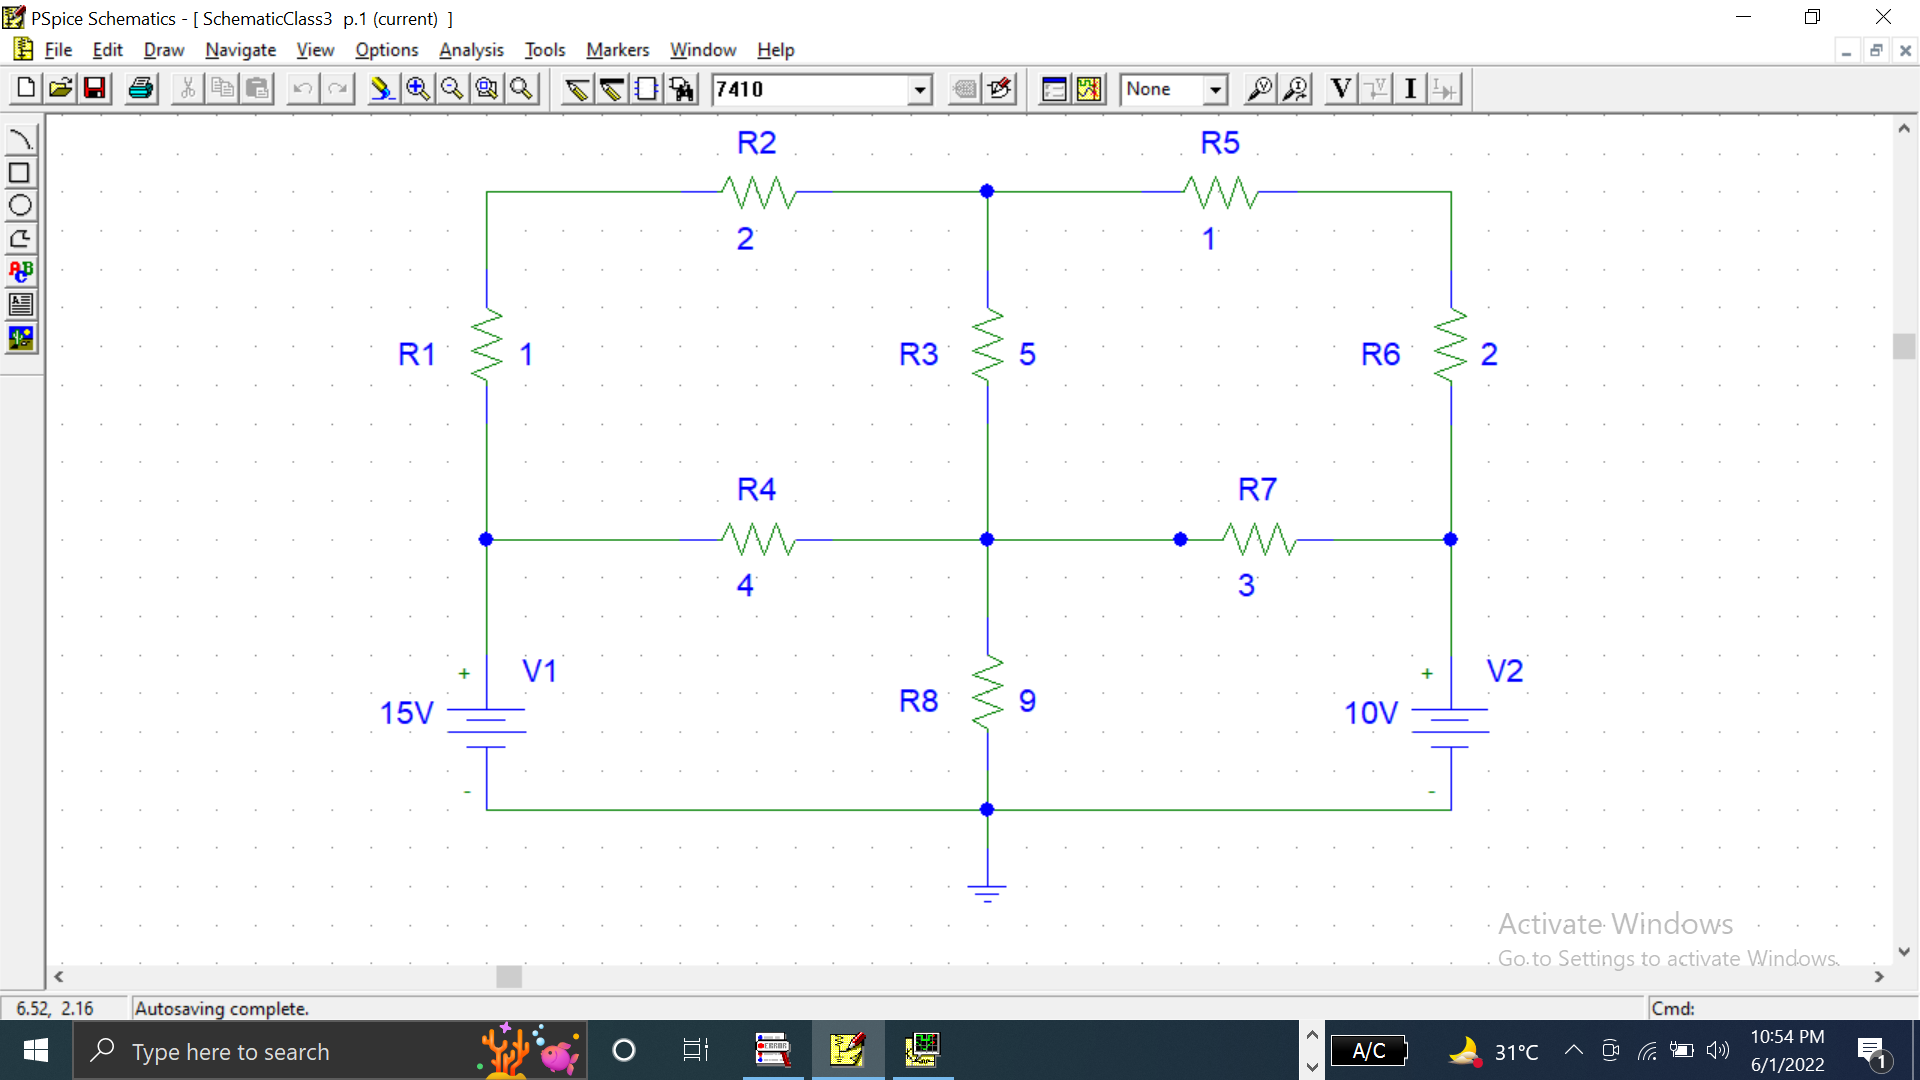 PSpice Schematics - [ SchematicClass3 p.1 (current) ]
File Edit Draw Navigate View Options Analysis Tools Markers Window Help
7410
None
V
I
ABC
R2
R5
2
1
R1
1
R3
5
R6
2
R4
R7
4
3
+
V1
+
V2
15V
R8
9
10V
-
-
Activate Windows
Go to Settings to activate Windows.
6.52, 2.16
Autosaving complete.
Cmd:
Type here to search
A/C
31°C
10:54 PM
6/1/2022
1